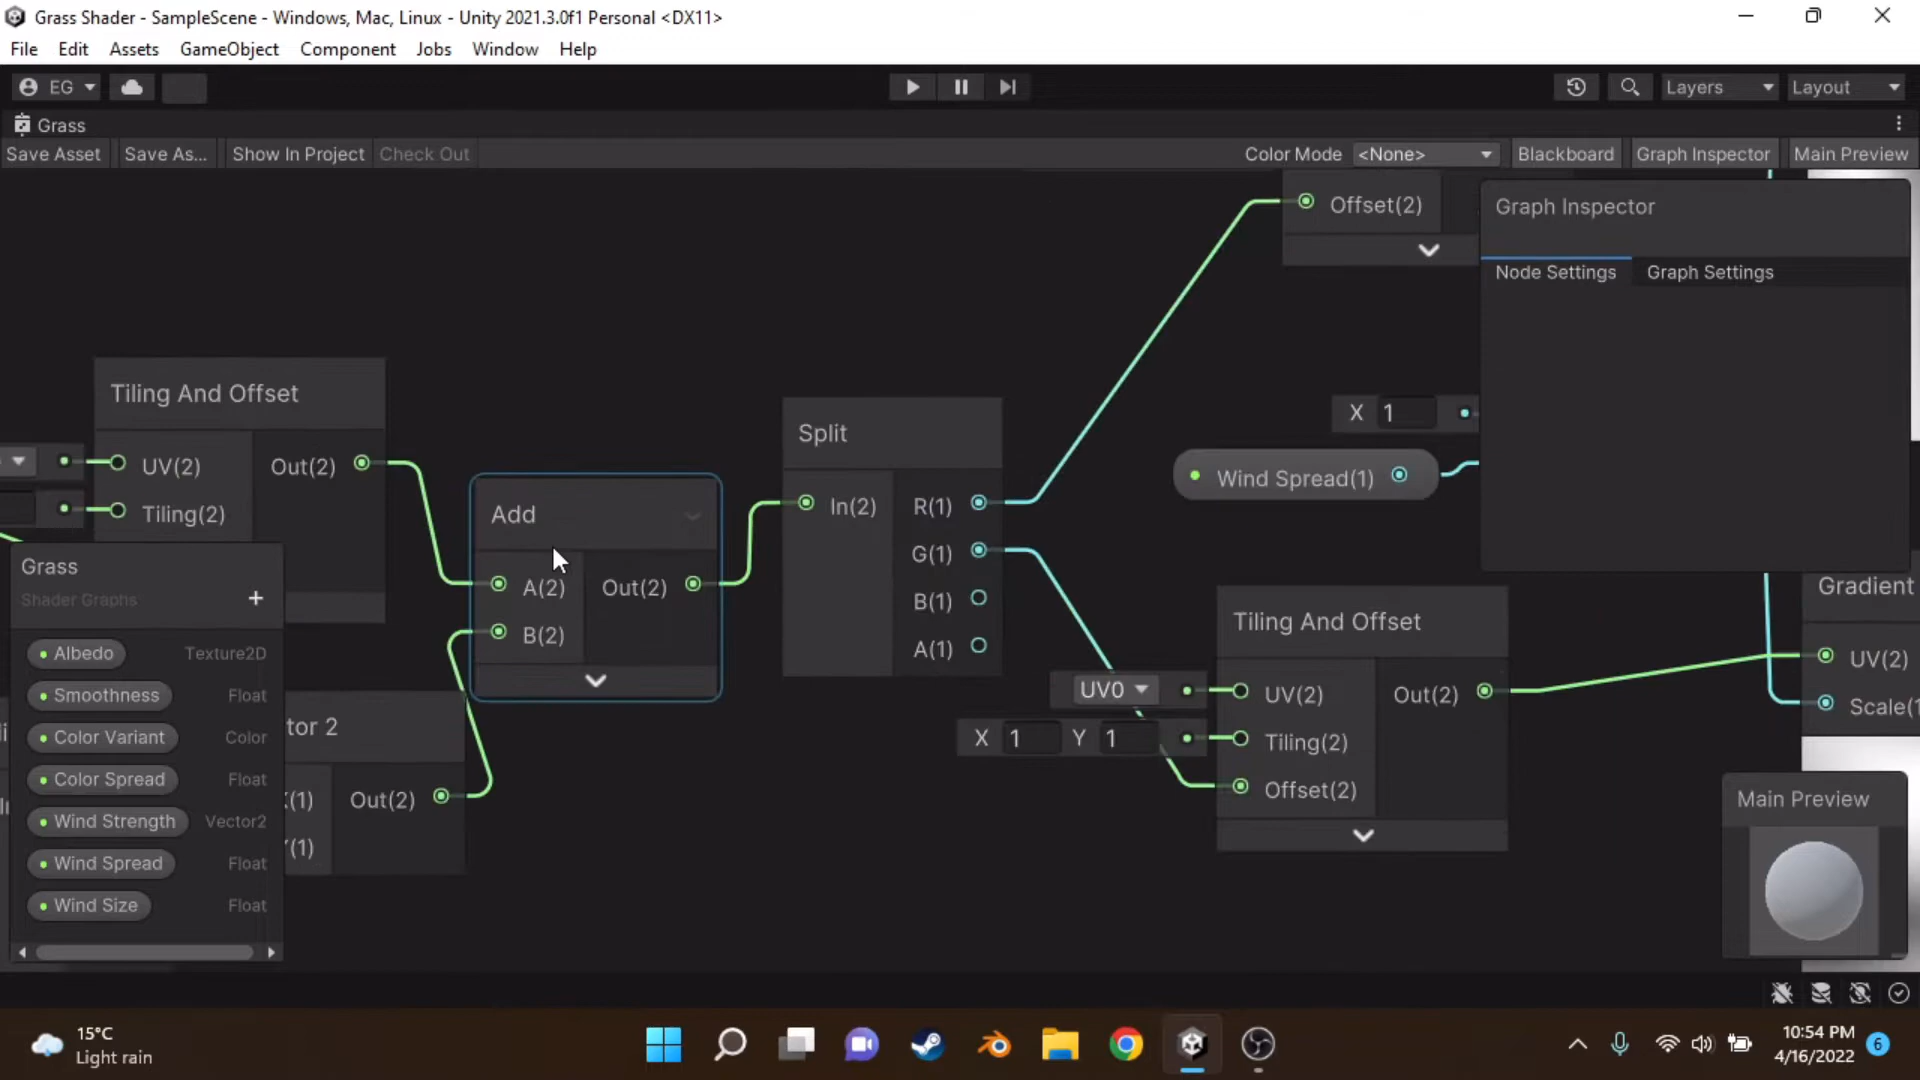 Grass Shader - SampleScene - Windows, Mac, Linux - Unity 2021.3.0f1 Personal <DX11>
File Edit Assets GameObject Component Jobs Window Help
EG Layers Layout
Grass
Save Asset Save As... Show In Project Check Out Color Mode <None> Blackboard Graph Inspector Main Preview
Offset(2)
Graph Inspector
Node Settings Graph Settings
Tiling And Offset
UV(2) Out(2)
Tiling(2)
Add
A(2) Out(2)
B(2)
Split
In(2) R(1)
G(1)
B(1)
A(1)
X 1
Wind Spread(1)
Grass
Shader Graphs
Albedo Texture2D
Smoothness Float
Color Variant Color
Color Spread Float
Wind Strength Vector2
Wind Spread Float
Wind Size Float
tor 2
(1) Out(2)
(1)
Tiling And Offset
UV0 UV(2) Out(2)
X 1 Y 1 Tiling(2)
Offset(2)
Gradient
UV(2)
Scale(1
Main Preview
15°C
Light rain
10:54 PM
4/16/2022
6